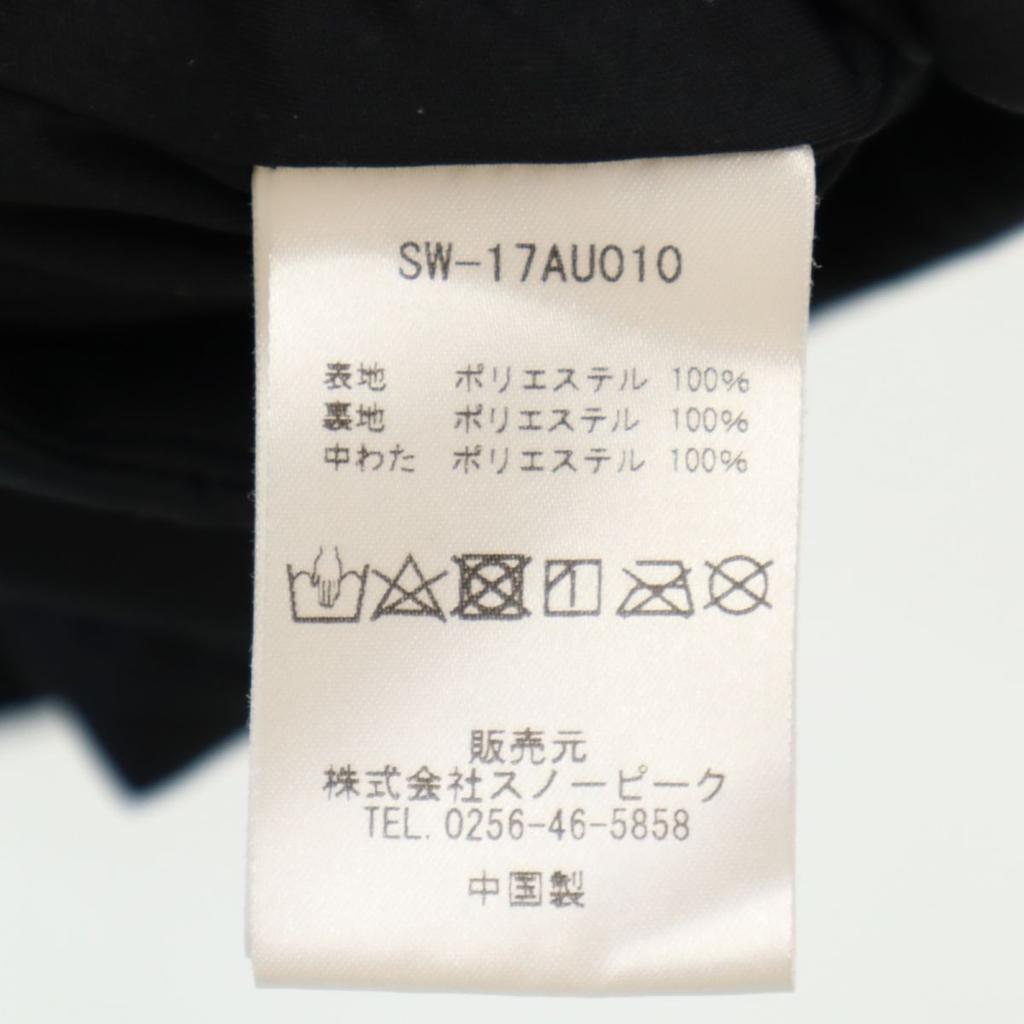 SW-17AU010
表地 ポリエステル 100%
裏地 ポリエステル 100%
中わた ポリエステル 100%
販売元
株式会社スノーピーク
TEL. 0256-46-5858
中国製